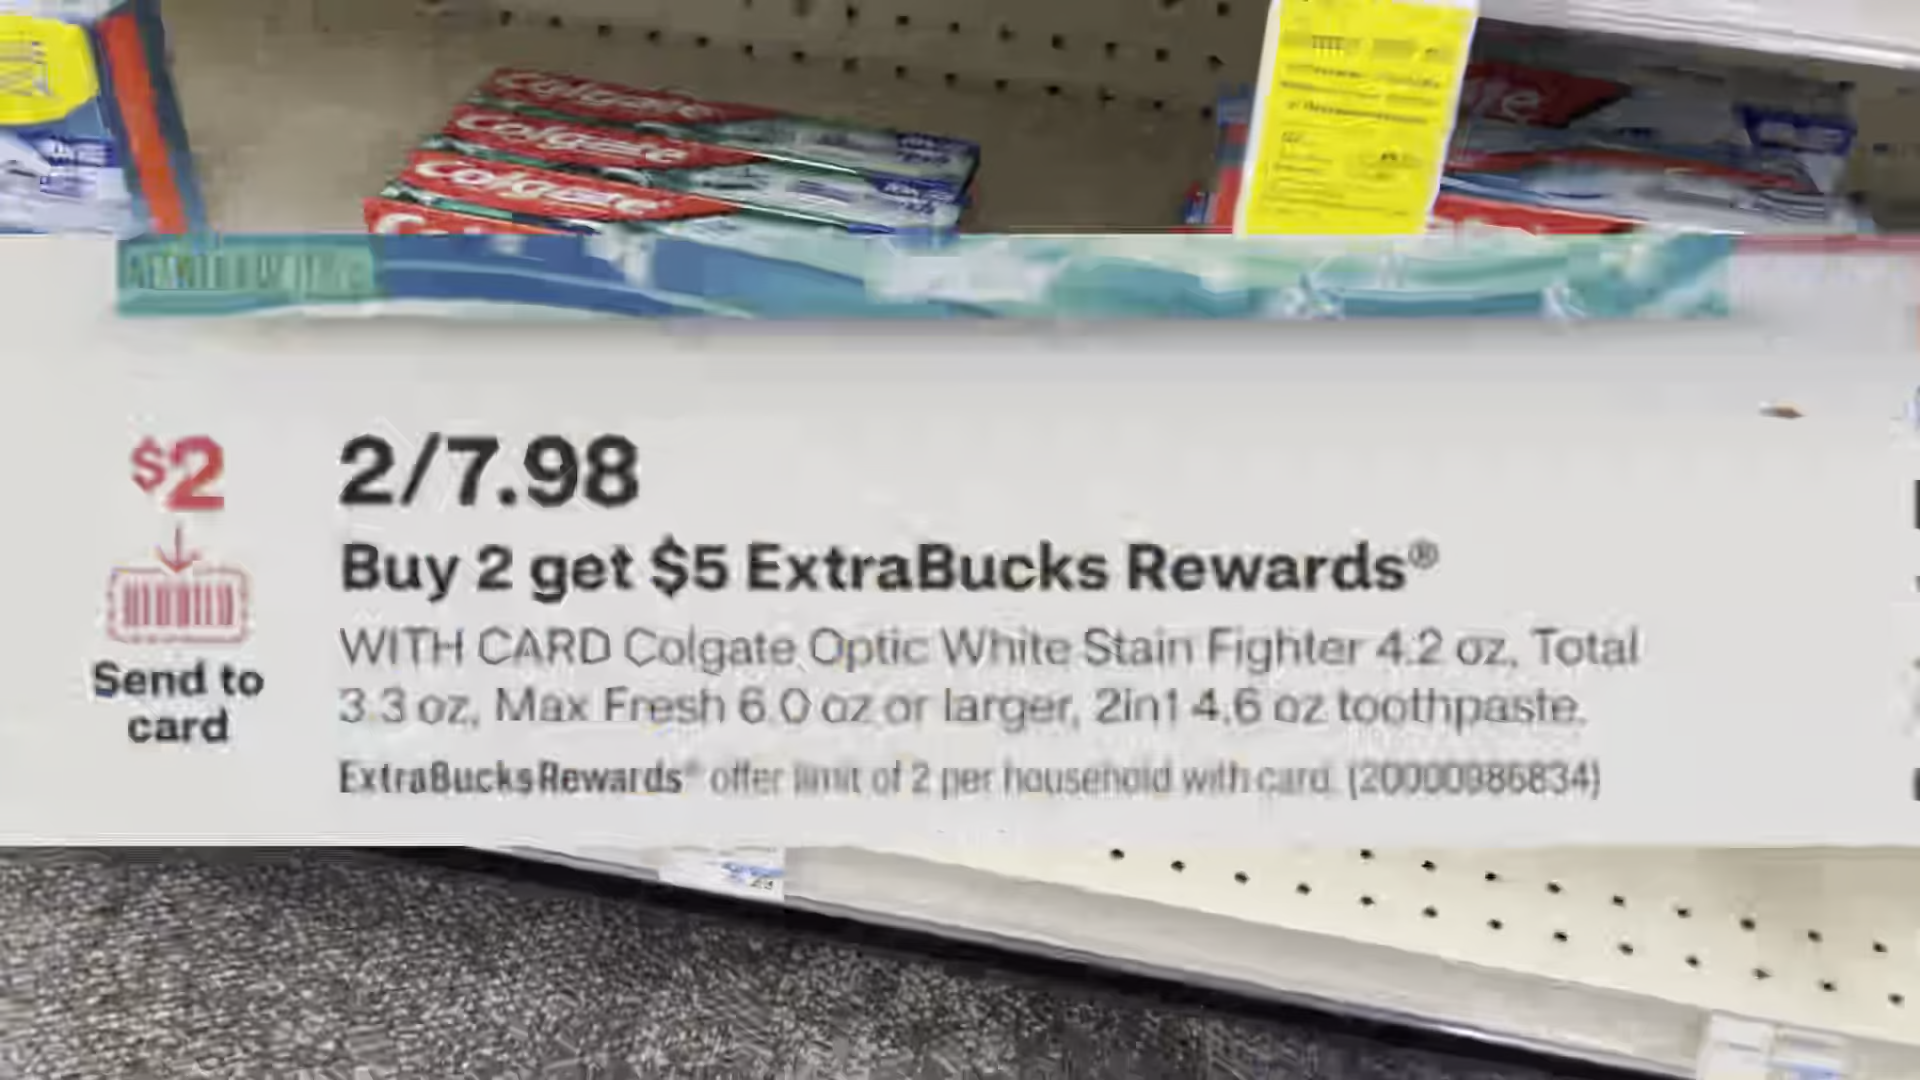 Colgate
Colgate
Colgate
$2
Send to
card
2/7.98
Buy 2 get $5 ExtraBucks Rewards®
WITH CARD Colgate Optic White Stain Fighter 4.2 oz, Total
3.3 oz, Max Fresh 6.0 oz or larger, 2in1 4.6 oz toothpaste.
ExtraBucks Rewards® offer limit of 2 per household with card. (20000986834)